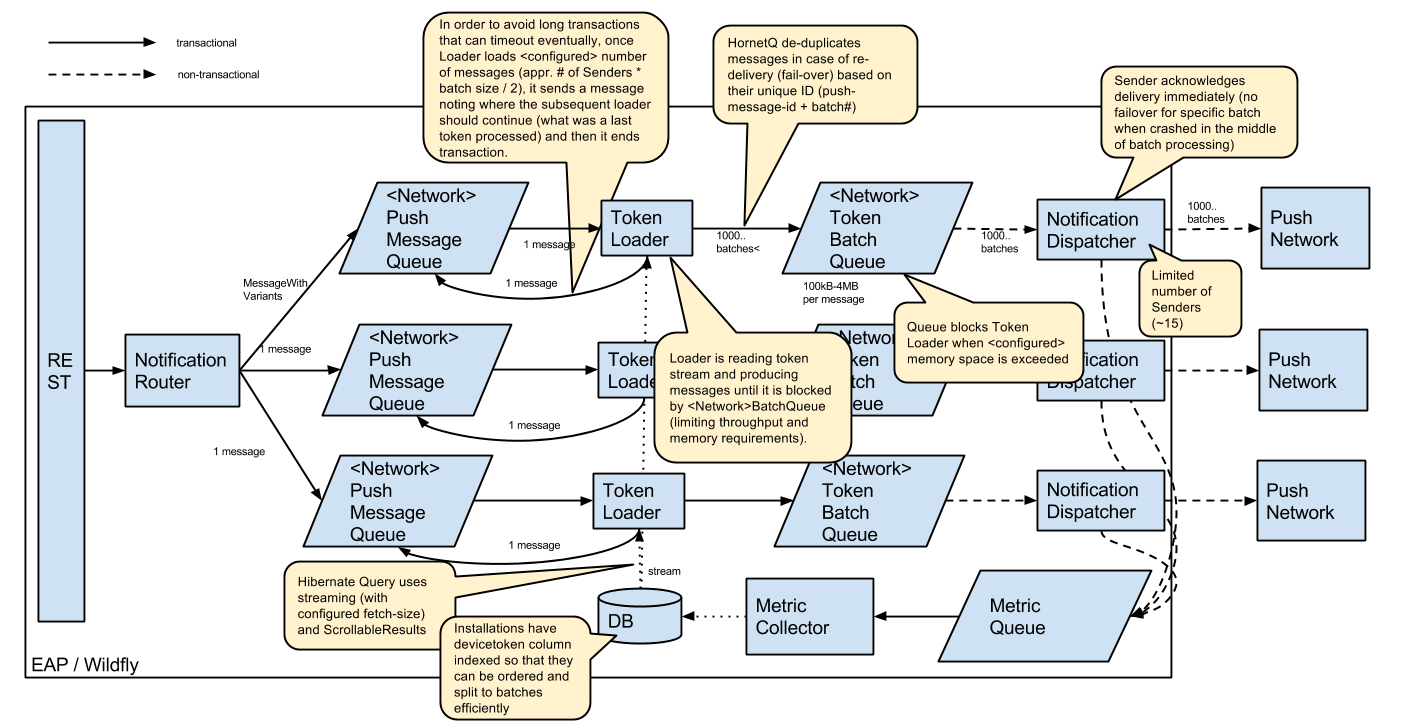 transactional
non-transactional
In order to avoid long transactions
that can timeout eventually, once
Loader loads <configured> number
of messages (appr. # of Senders *
batch size / 2), it sends a message
noting where the subsequent loader
should continue (what was a last
token processed) and then it ends
transaction.
HornetQ de-duplicates
messages in case of re-
delivery (fail-over) based on
their unique ID (push-
message-id + batch#)
Sender acknowledges
delivery immediately (no
failover for specific batch
when crashed in the middle
of batch processing)
<Network>
Push
Message
Queue
1 message
1 message
Token
Loader
1000..
batches<
<Network>
Token
Batch
Queue
100kB-4MB
per message
1000..
batches
Notification
Dispatcher
1000..
batches
Push
Network
Limited
number of
Senders
(~15)
MessageWith
Variants
Queue blocks Token
Loader when <configured>
memory space is exceeded
RE
ST
Notification
Router
1 message
<Network>
Push
Message
Queue
1 message
Token
Loade
Loader is reading token
stream and producing
messages until it is blocked
by <Network>BatchQueue
(limiting throughput and
memory requirements).
Networ
ken
tch
eue
tification
Dispatcher
Push
Network
1 message
<Network>
Push
Message
Queue
1 message
Token
Loader
<Network>
Token
Batch
Queue
Notification
Dispatcher
Push
Network
Hibernate Query uses
streaming (with
configured fetch-size)
and ScrollableResults
stream
DB
Metric
Collector
Metric
Queue
Installations have
devicetoken column
indexed so that they
can be ordered and
split to batches
efficiently
EAP / Wildfly